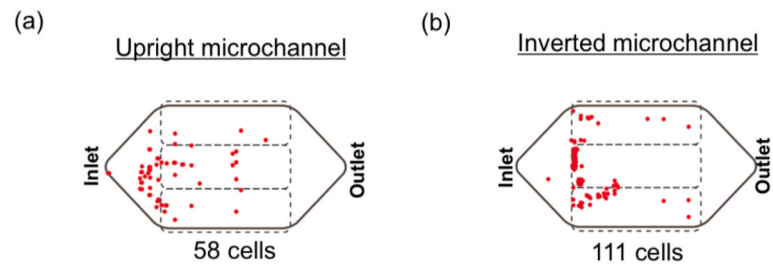 (a)
Upright microchannel
Inlet
Outlet
58 cells
(b)
Inverted microchannel
Inlet
Outlet
111 cells